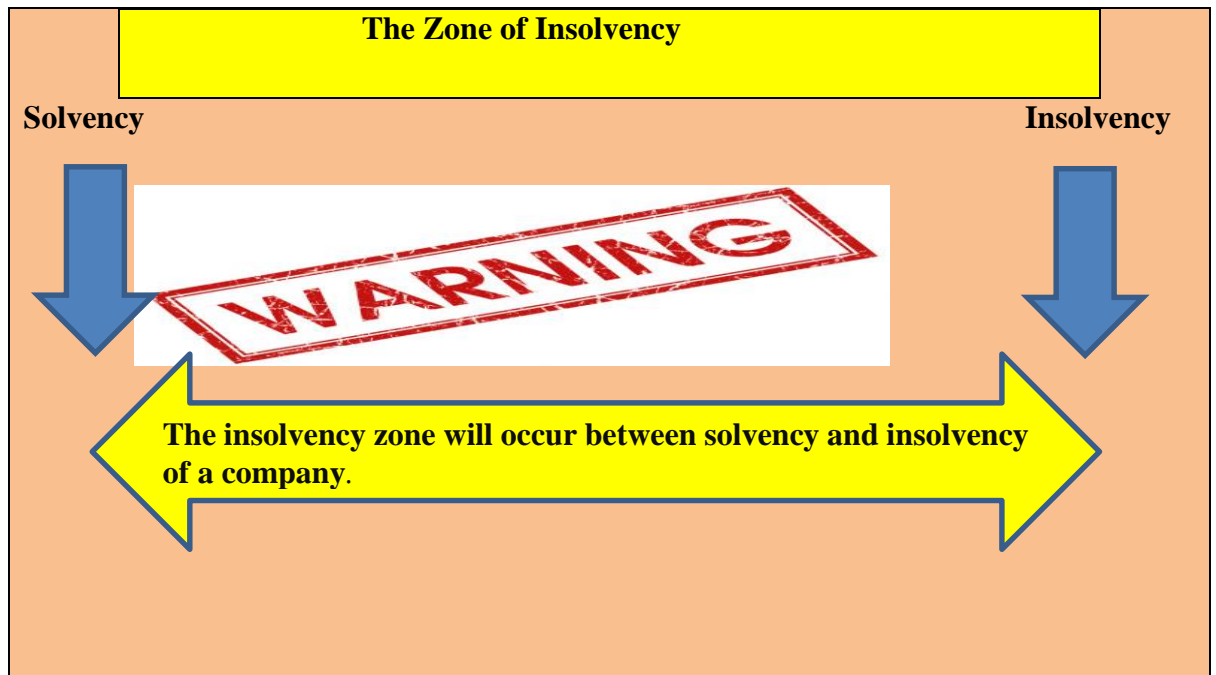 The Zone of Insolvency
Solvency
Insolvency
WARNING
The insolvency zone will occur between solvency and insolvency
of a company.